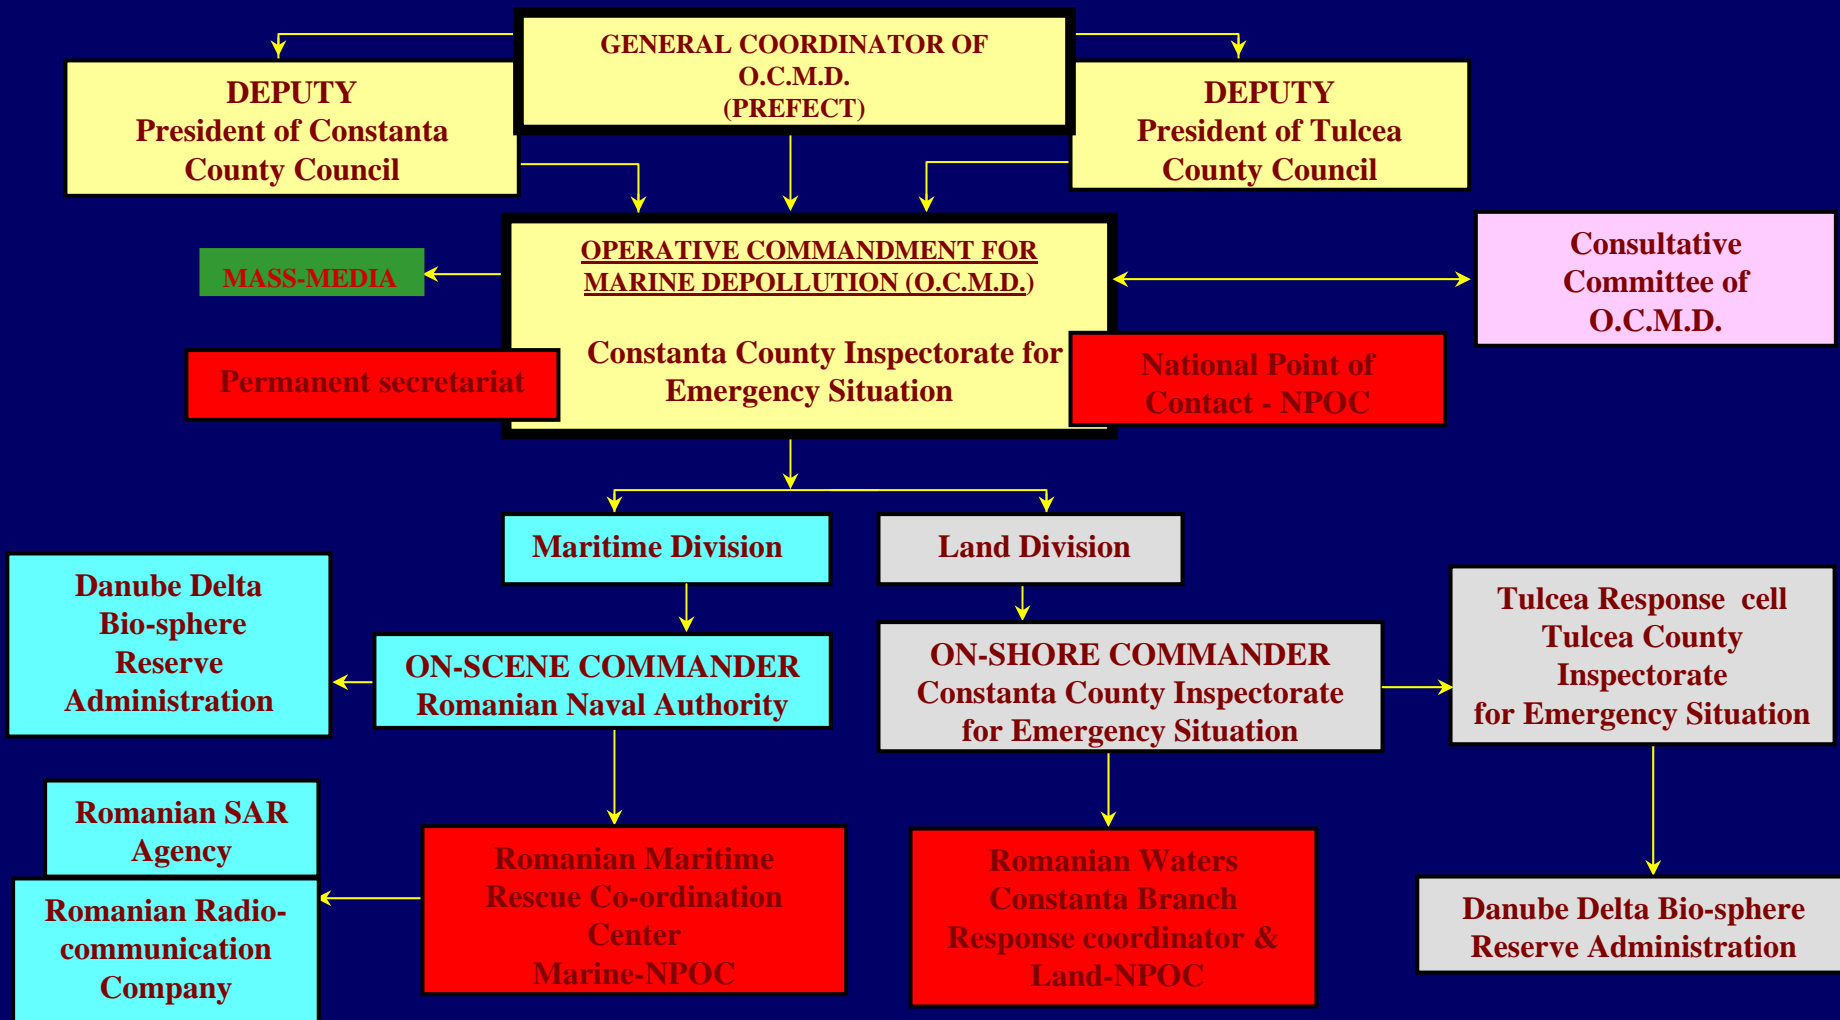 GENERAL COORDINATOR OF
O.C.M.D.
(PREFECT)
DEPUTY
President of Constanta
County Council
DEPUTY
President of Tulcea
County Council
OPERATIVE COMMANDMENT FOR
MARINE DEPOLLUTION (O.C.M.D.)
Constanta County Inspectorate for
Emergency Situation
MASS-MEDIA
Consultative
Committee of
O.C.M.D.
Permanent secretariat
National Point of
Contact - NPOC
Maritime Division
Land Division
Danube Delta
Bio-sphere
Reserve
Administration
ON-SCENE COMMANDER
Romanian Naval Authority
ON-SHORE COMMANDER
Constanta County Inspectorate
for Emergency Situation
Tulcea Response cell
Tulcea County
Inspectorate
for Emergency Situation
Romanian SAR
Agency
Romanian Radio-
communication
Company
Romanian Maritime
Rescue Co-ordination
Center
Marine-NPOC
Romanian Waters
Constanta Branch
Response coordinator &
Land-NPOC
Danube Delta Bio-sphere
Reserve Administration